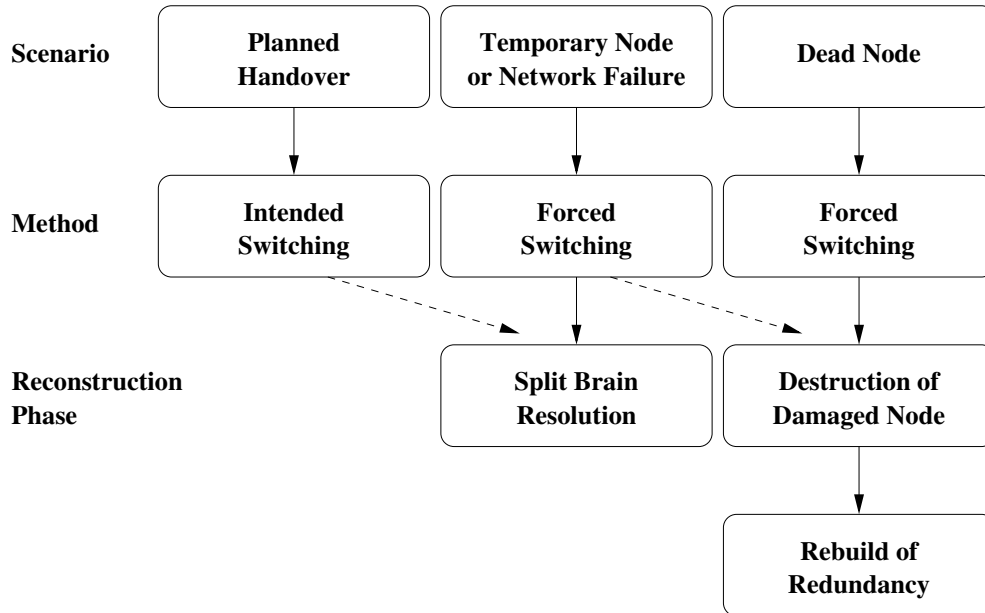 Scenario
Planned
Handover
Temporary Node
or Network Failure
Dead Node
Method
Intended
Switching
Forced
Switching
Forced
Switching
Reconstruction
Phase
Split Brain
Resolution
Destruction of
Damaged Node
Rebuild of
Redundancy